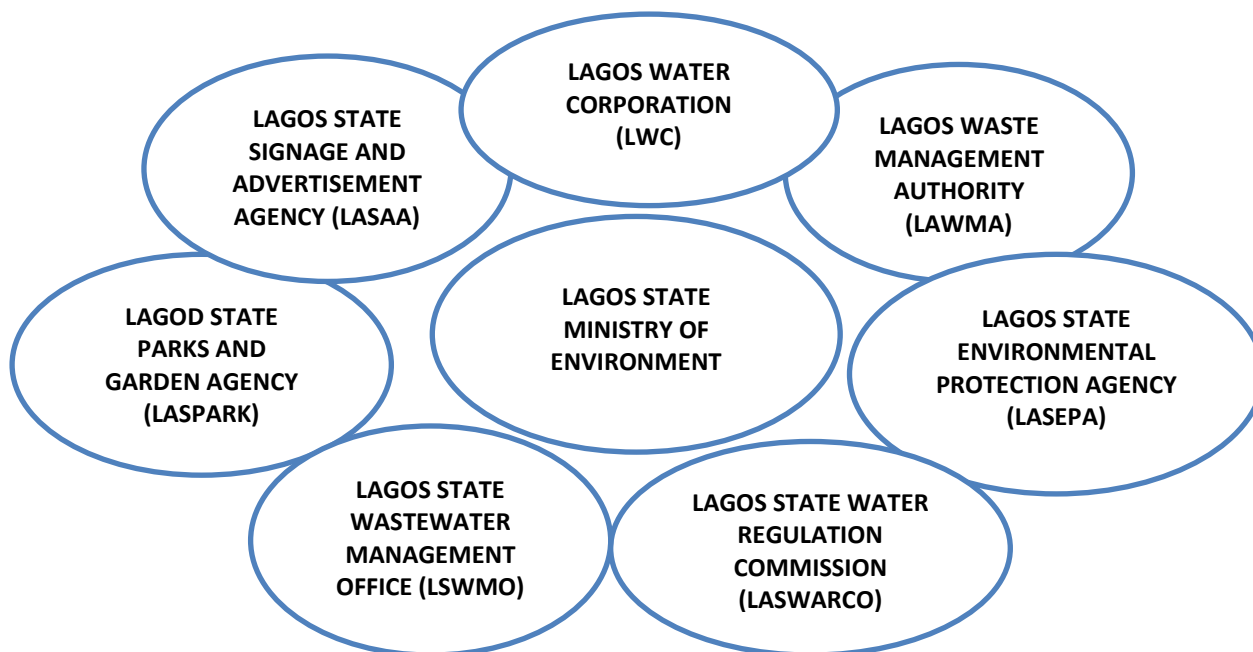 LAGOS WATER
CORPORATION
(LWC)
LAGOS STATE
SIGNAGE AND
ADVERTISEMENT
AGENCY (LASAA)
LAGOS WASTE
MANAGEMENT
AUTHORITY
(LAWMA)
LAGOD STATE
PARKS AND
GARDEN AGENCY
(LASPARK)
LAGOS STATE
MINISTRY OF
ENVIRONMENT
LAGOS STATE
ENVIRONMENTAL
PROTECTION AGENCY
(LASEPA)
LAGOS STATE
WASTEWATER
MANAGEMENT
OFFICE (LSWMO)
LAGOS STATE WATER
REGULATION
COMMISSION
(LASWARCO)